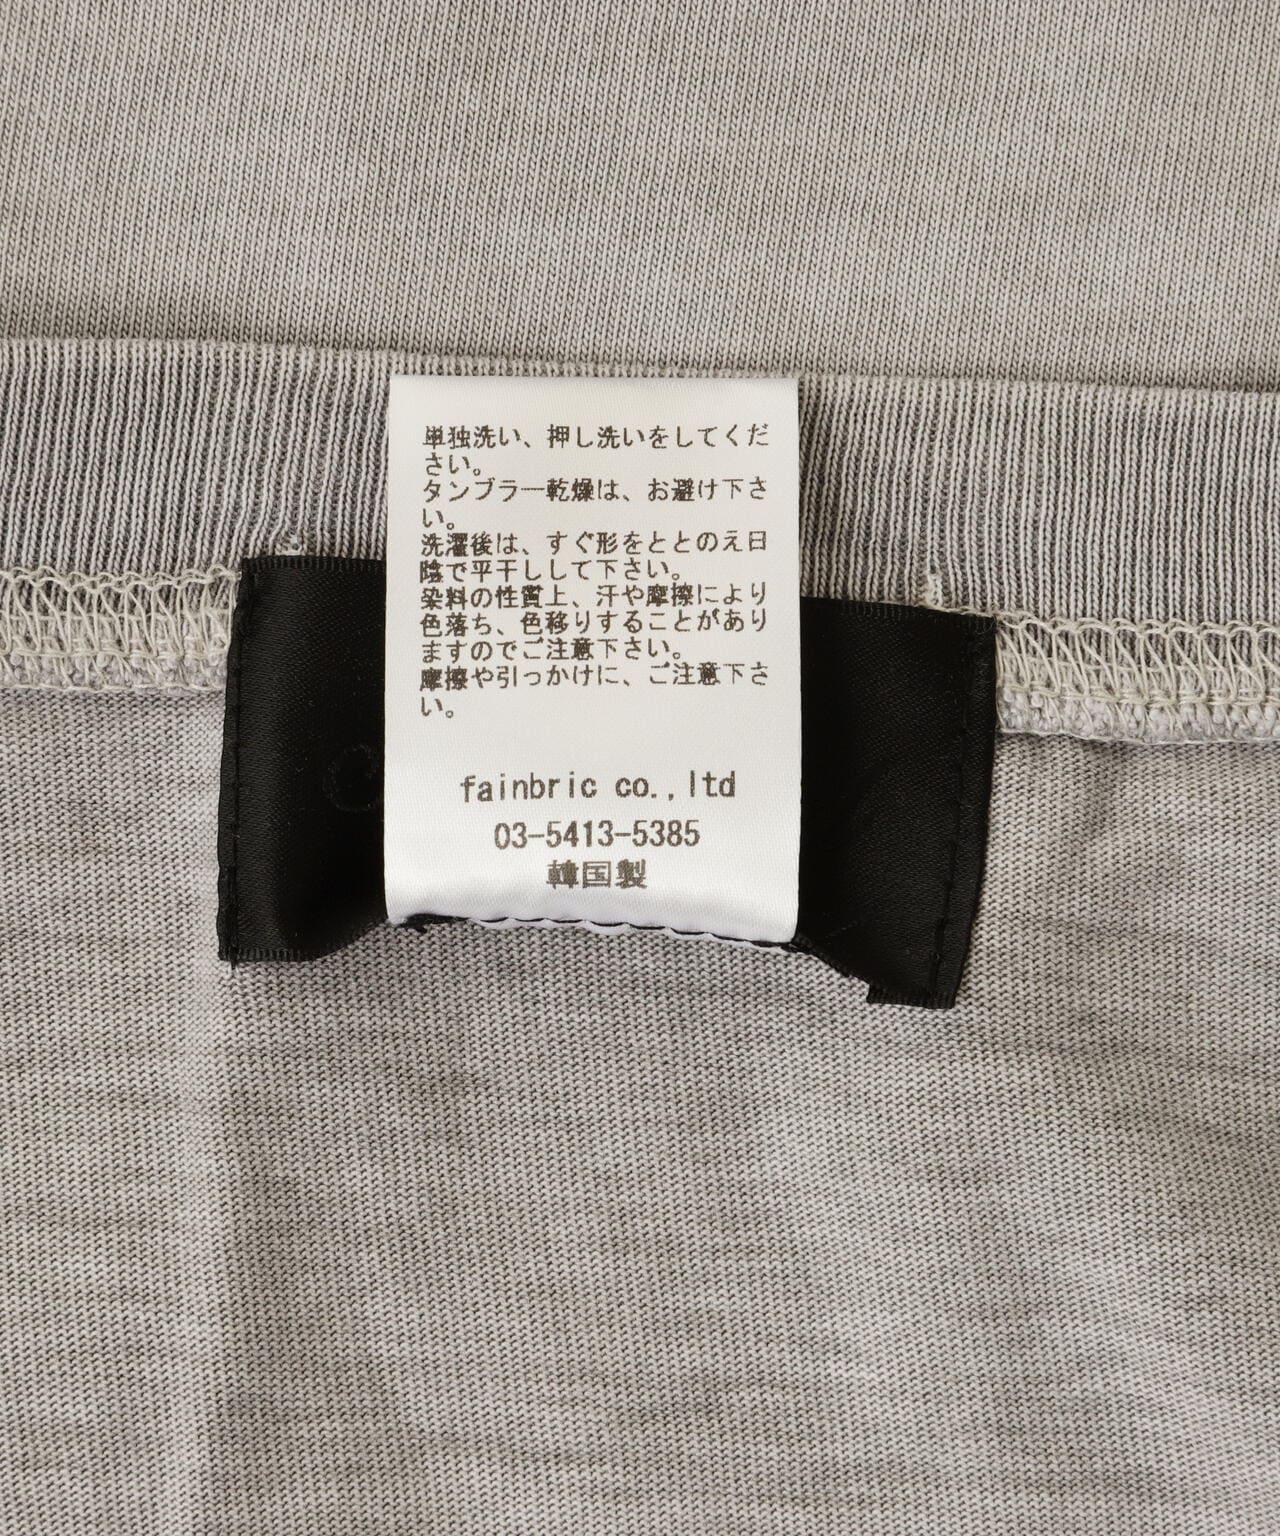 単独洗い、押し洗いをしてくだ
さい。
タンブラー乾燥は、お避け下さ
い。
洗濯後は、すぐ形をととのえ日
陰で平干しして下さい。
染料の性質上、汗や摩擦により
色落ち、色移りすることがあり
ますのでご注意下さい。
摩擦や引っかけに、ご注意下さ
い。
fainbric co.,ltd
03-5413-5385
韓国製